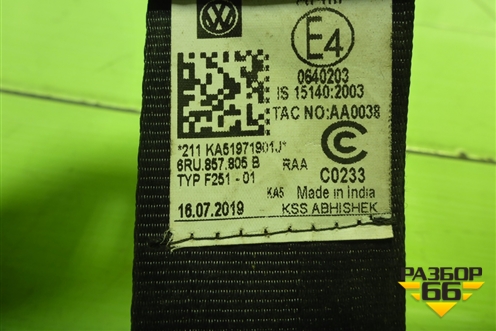 E4
0640203
IS 15140:2003
TAC NO:AA0038
*211 KA51971901J*
6RU.857.805 B RAA C0233
TYP F251 - 01 KA5 Made in India
16.07.2019 KSS ABHISHEK
РАЗБОР
66